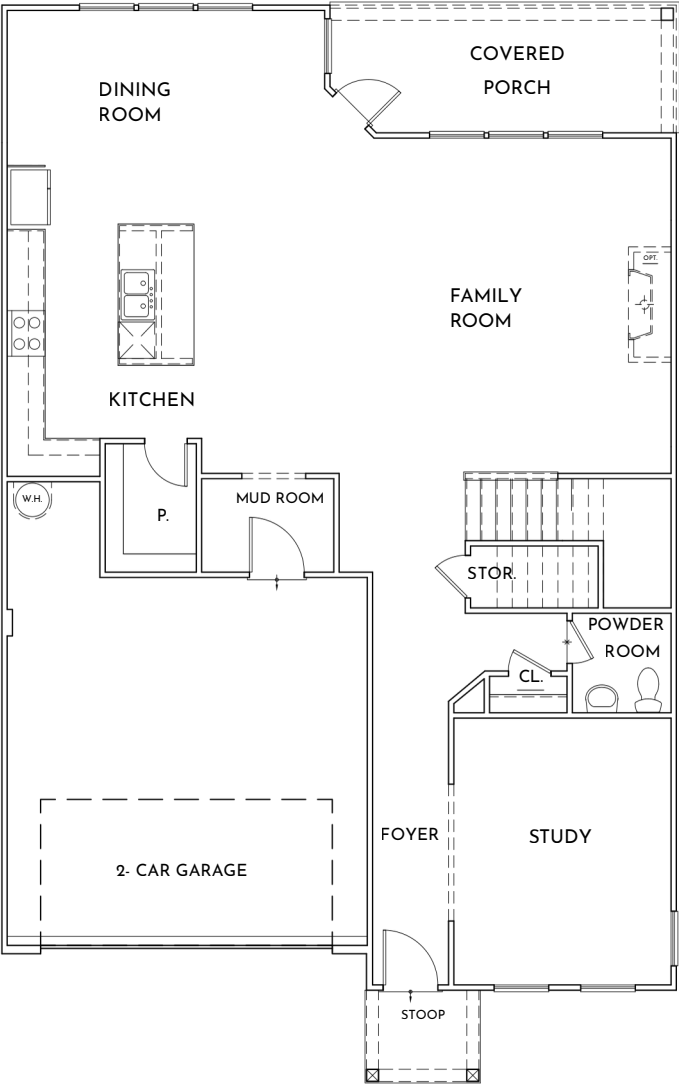 COVERED
PORCH
DINING
ROOM
OPT.
FAMILY
ROOM
KITCHEN
W.H.
MUD ROOM
P.
STOR.
POWDER
ROOM
CL.
FOYER
STUDY
2- CAR GARAGE
STOOP